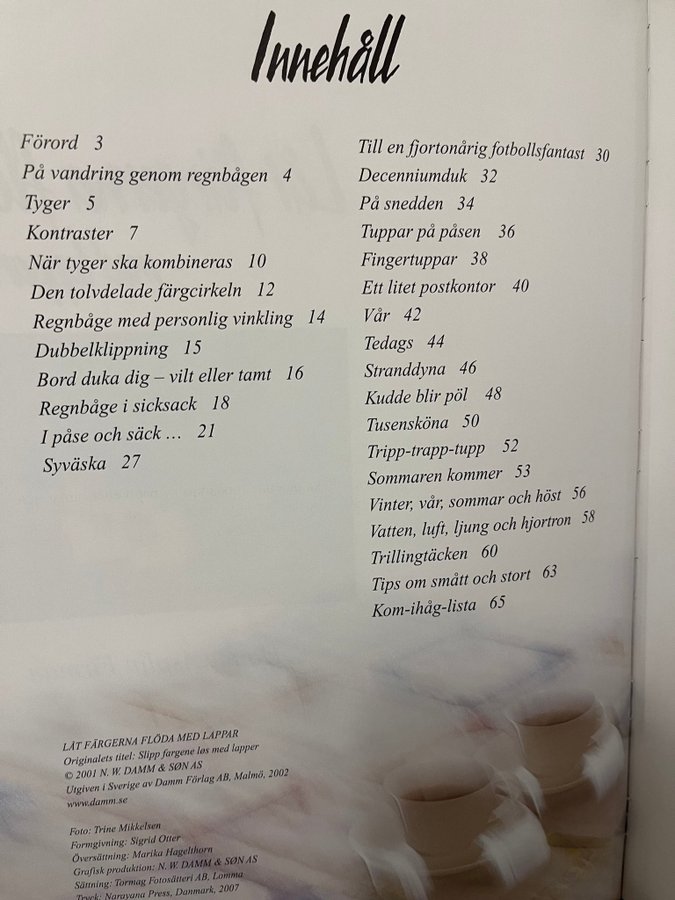 Innehåll
Förord 3
På vandring genom regnbågen 4
Tyger 5
Kontraster 7
När tyger ska kombineras 10
Den tolvdelade färgcirkeln 12
Regnbåge med personlig vinkling 14
Dubbelklippning 15
Bord duka dig – vilt eller tamt 16
Regnbåge i sicksack 18
I påse och säck ... 21
Syväska 27
Till en fjortonårig fotbollsfantast 30
Decenniumduk 32
På snedden 34
Tuppar på påsen 36
Fingertuppar 38
Ett litet postkontor 40
Vår 42
Tedags 44
Stranddyna 46
Kudde blir pöl 48
Tusensköna 50
Tripp-trapp-tupp 52
Sommaren kommer 53
Vinter, vår, sommar och höst 56
Vatten, luft, ljung och hjortron 58
Trillingtäcken 60
Tips om smått och stort 63
Kom-ihåg-lista 65
LÅT FÄRGERNA FLÖDA MED LAPPAR
Originalets titel: Slipp fargene løs med lapper
© 2001 N. W. DAMM & SØN AS
Utgiven i Sverige av Damm Förlag AB, Malmö, 2002
www.damm.se
Foto: Trine Mikkelsen
Formgivning: Sigrid Otter
Översättning: Marika Hagelthorn
Grafisk produktion: N. W. DAMM & SØN AS
Sättning: Tormag Fotosätteri AB, Lomma
Tryck: Narayana Press, Danmark, 2007